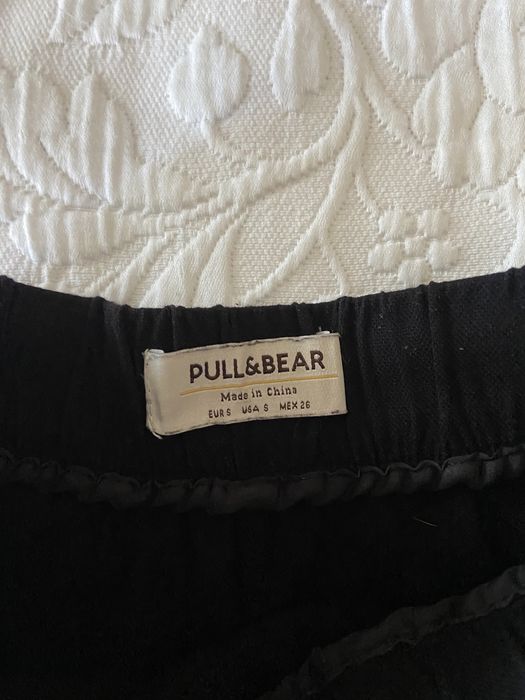 PULL&BEAR
Made in China
EUR S USA S MEX 26